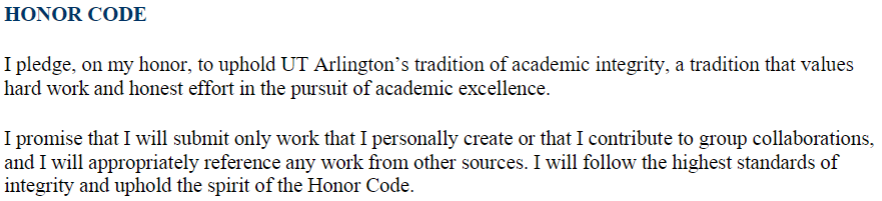 HONOR CODE
I pledge, on my honor, to uphold UT Arlington’s tradition of academic integrity, a tradition that values
hard work and honest effort in the pursuit of academic excellence.
I promise that I will submit only work that I personally create or that I contribute to group collaborations,
and I will appropriately reference any work from other sources. I will follow the highest standards of
integrity and uphold the spirit of the Honor Code.